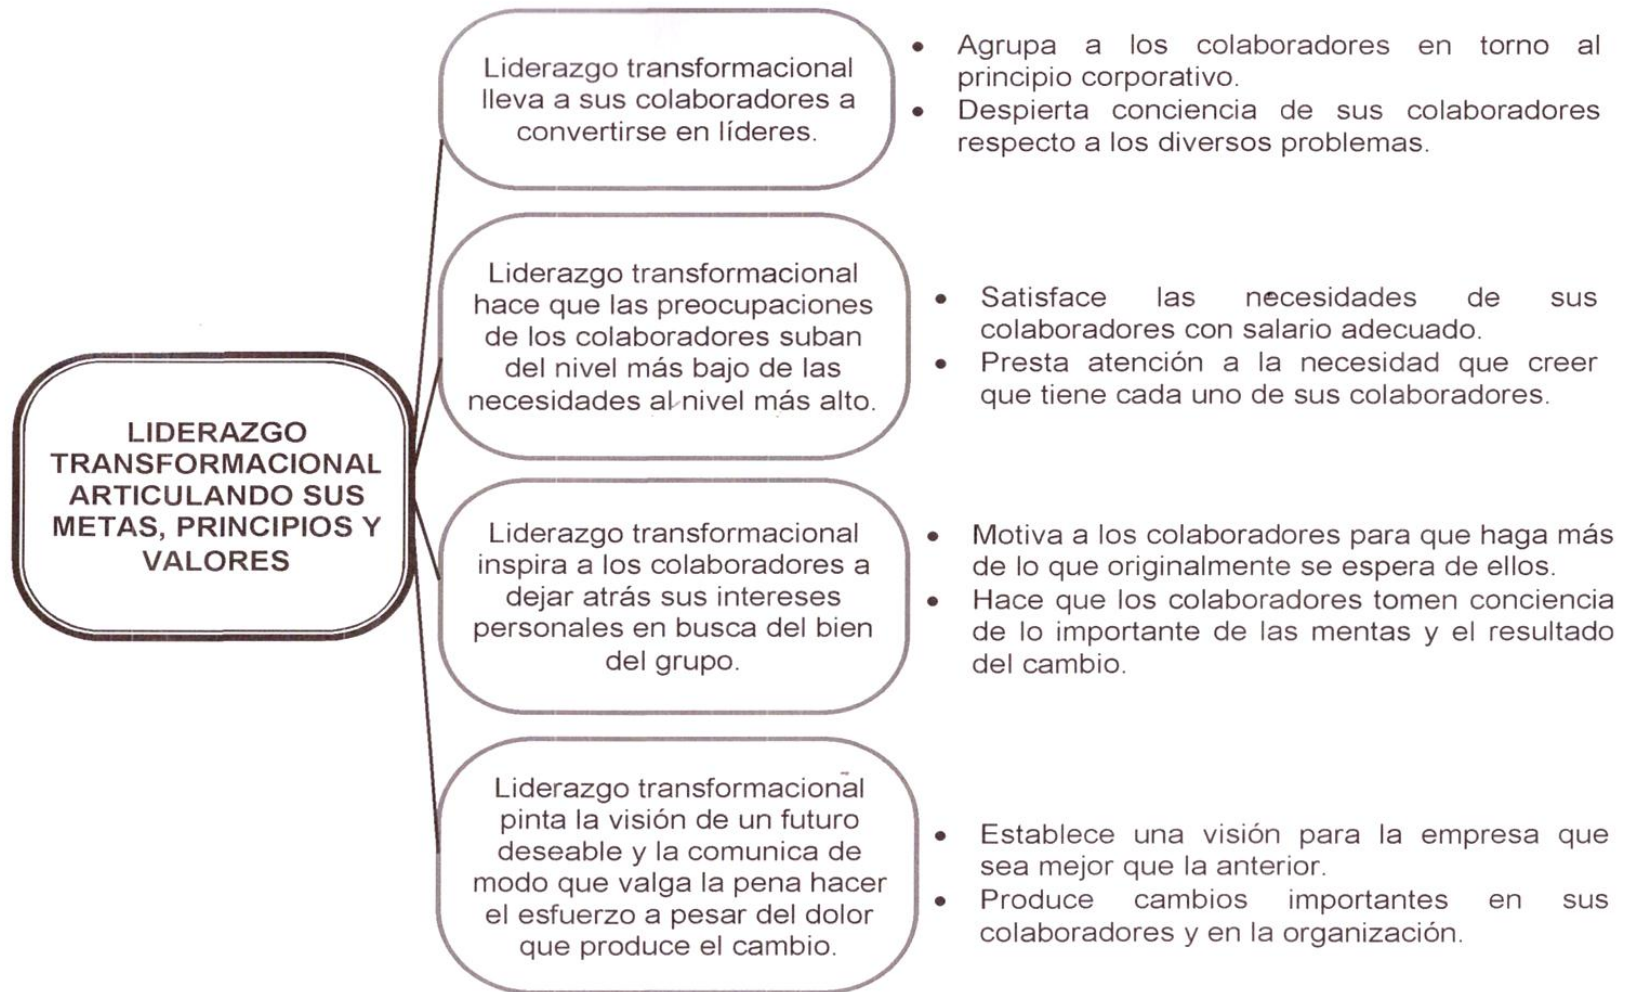 LIDERAZGO
TRANSFORMACIONAL
ARTICULANDO SUS
METAS, PRINCIPIOS Y
VALORES
Liderazgo transformacional
lleva a sus colaboradores a
convertirse en líderes.
• Agrupa a los colaboradores en torno al
principio corporativo.
• Despierta conciencia de sus colaboradores
respecto a los diversos problemas.
Liderazgo transformacional
hace que las preocupaciones
de los colaboradores suban
del nivel más bajo de las
necesidades al nivel más alto.
• Satisface las necesidades de sus
colaboradores con salario adecuado.
• Presta atención a la necesidad que creer
que tiene cada uno de sus colaboradores.
Liderazgo transformacional
inspira a los colaboradores a
dejar atrás sus intereses
personales en busca del bien
del grupo.
• Motiva a los colaboradores para que haga más
de lo que originalmente se espera de ellos.
• Hace que los colaboradores tomen conciencia
de lo importante de las mentas y el resultado
del cambio.
Liderazgo transformacional
pinta la visión de un futuro
deseable y la comunica de
modo que valga la pena hacer
el esfuerzo a pesar del dolor
que produce el cambio.
• Establece una visión para la empresa que
sea mejor que la anterior.
• Produce cambios importantes en sus
colaboradores y en la organización.